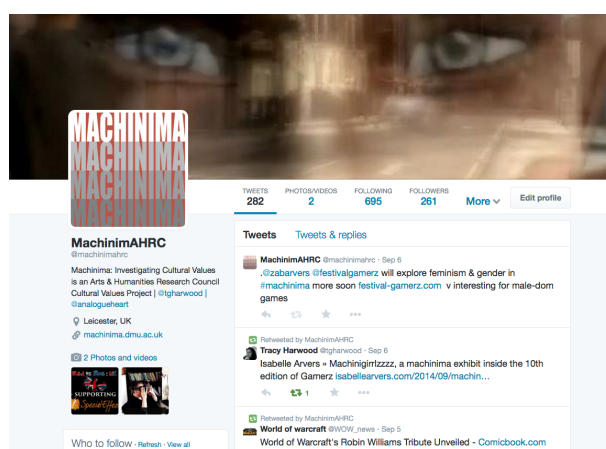 MACHINIMA
MACHINIMA
MACHINIMA
MACHINIMA
TWEETS
282
PHOTOS/VIDEOS
2
FOLLOWING
695
FOLLOWERS
261
More
Edit profile
MachinimAHRC
@machinimahrc
Machinima: Investigating Cultural Values
is an Arts & Humanities Research Council
Cultural Values Project | @tgharwood |
@analogueheart
Leicester, UK
machinima.dmu.ac.uk
2 Photos and videos
SUPPORTING
Who to follow · Refresh · View all
Tweets Tweets & replies
MachinimAHRC @machinimahrc · Sep 6
.@zabarvers @festivalgamerz will explore feminism & gender in
#machinima more soon festival-gamerz.com v interesting for male-dom
games
Retweeted by MachinimAHRC
Tracy Harwood @tgharwood · Sep 6
Isabelle Arvers » Machinigirrlzzzz, a machinima exhibit inside the 10th
edition of Gamerz isabellearvers.com/2014/09/machin…
1
Retweeted by MachinimAHRC
World of warcraft @WOW_news · Sep 5
World of Warcraft's Robin Williams Tribute Unveiled - Comicbook.com